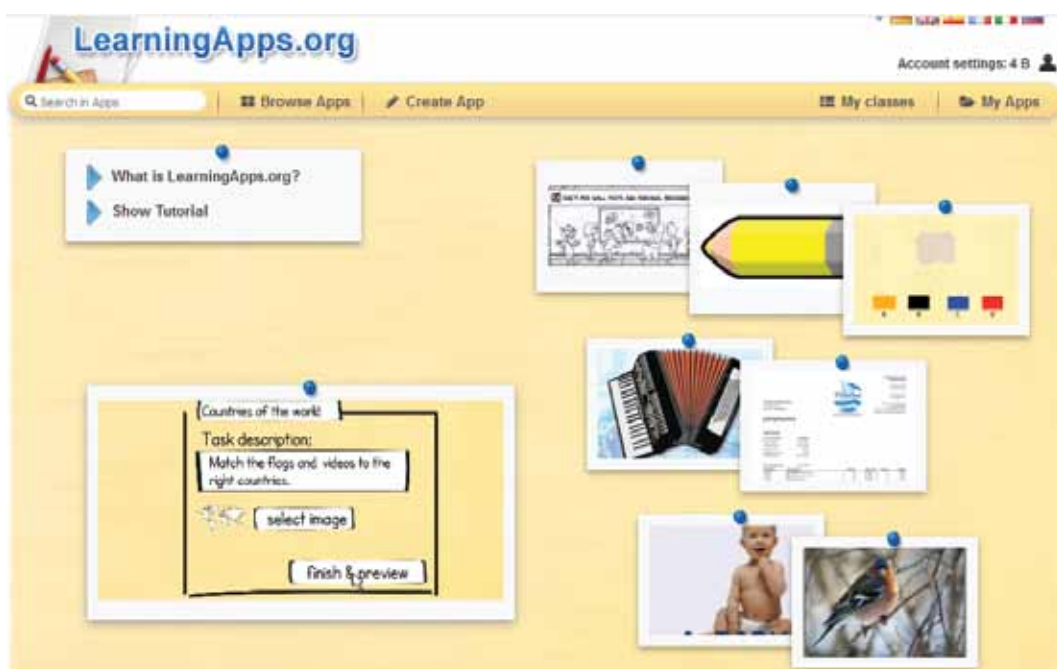 LearningApps.org
Account settings: 4 B
Search in Apps
Browse Apps
Create App
My classes
My Apps
What is LearningApps.org?
Show Tutorial
Countries of the world
Task description:
Match the flags and videos to the
right countries.
select image
finish & preview